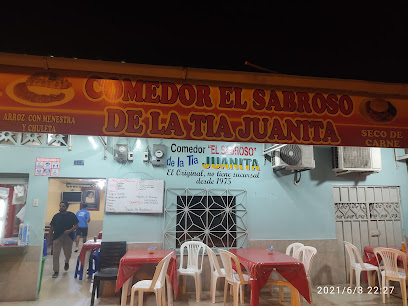 COMEDOR EL SABROSO
DE LA TIA JUANITA
ARROZ CON MENESTRA
Y CHULETA
SECO DE
CARNE
Comedor "EL SABROSO"
de la Tia JUANITA
El Original, no tiene sucursal
desde 1975
2021/6/8 22:27